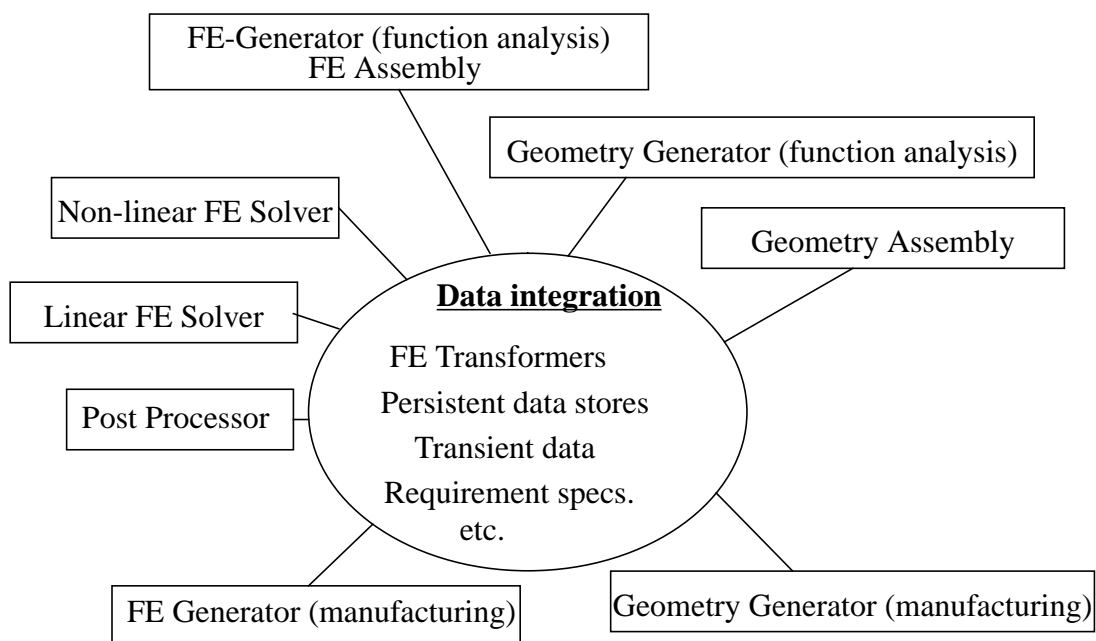 FE-Generator (function analysis)
FE Assembly
Geometry Generator (function analysis)
Non-linear FE Solver
Geometry Assembly
Data integration
Linear FE Solver
FE Transformers
Persistent data stores
Post Processor
Transient data
Requirement specs.
etc.
FE Generator (manufacturing)
Geometry Generator (manufacturing)